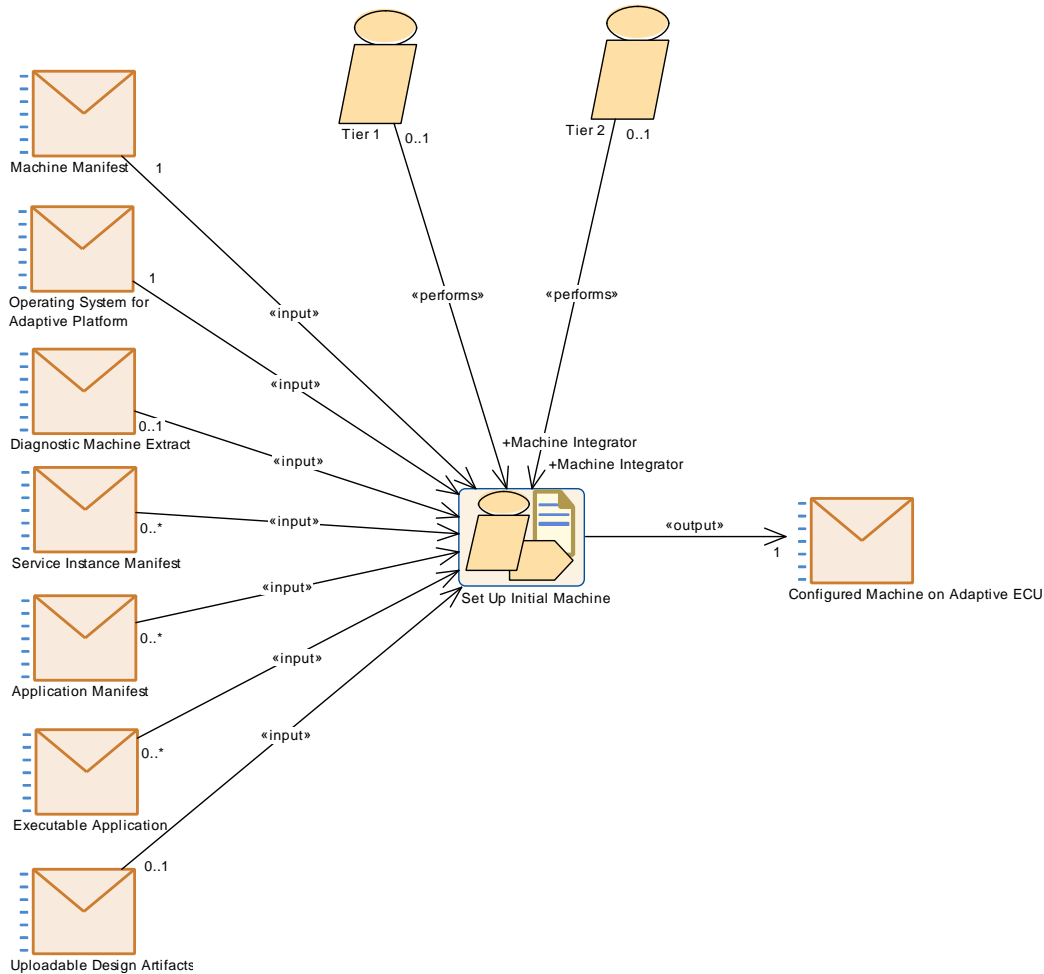 Tier 1
0..1
Tier 2
0..1
Machine Manifest
1
Operating System for
Adaptive Platform
1
«input»
«performs»
«performs»
«input»
Diagnostic Machine Extract
0..1
«input»
+Machine Integrator
+Machine Integrator
Service Instance Manifest
0..*
«input»
«output»
1
Set Up Initial Machine
Configured Machine on Adaptive ECU
Application Manifest
0..*
«input»
Executable Application
0..*
«input»
Uploadable Design Artifacts
0..1
«input»